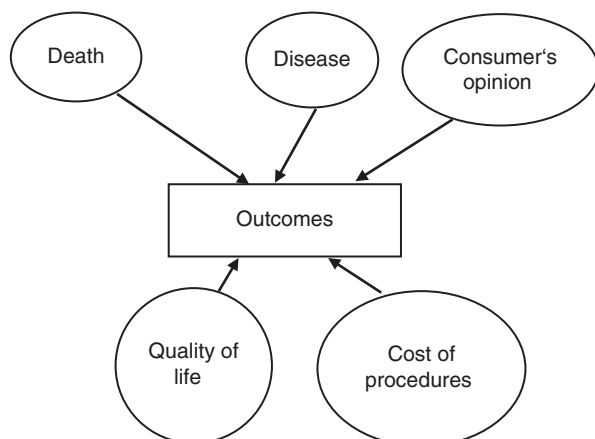 Death
Disease
Consumer‘s
opinion
Outcomes
Quality of
life
Cost of
procedures